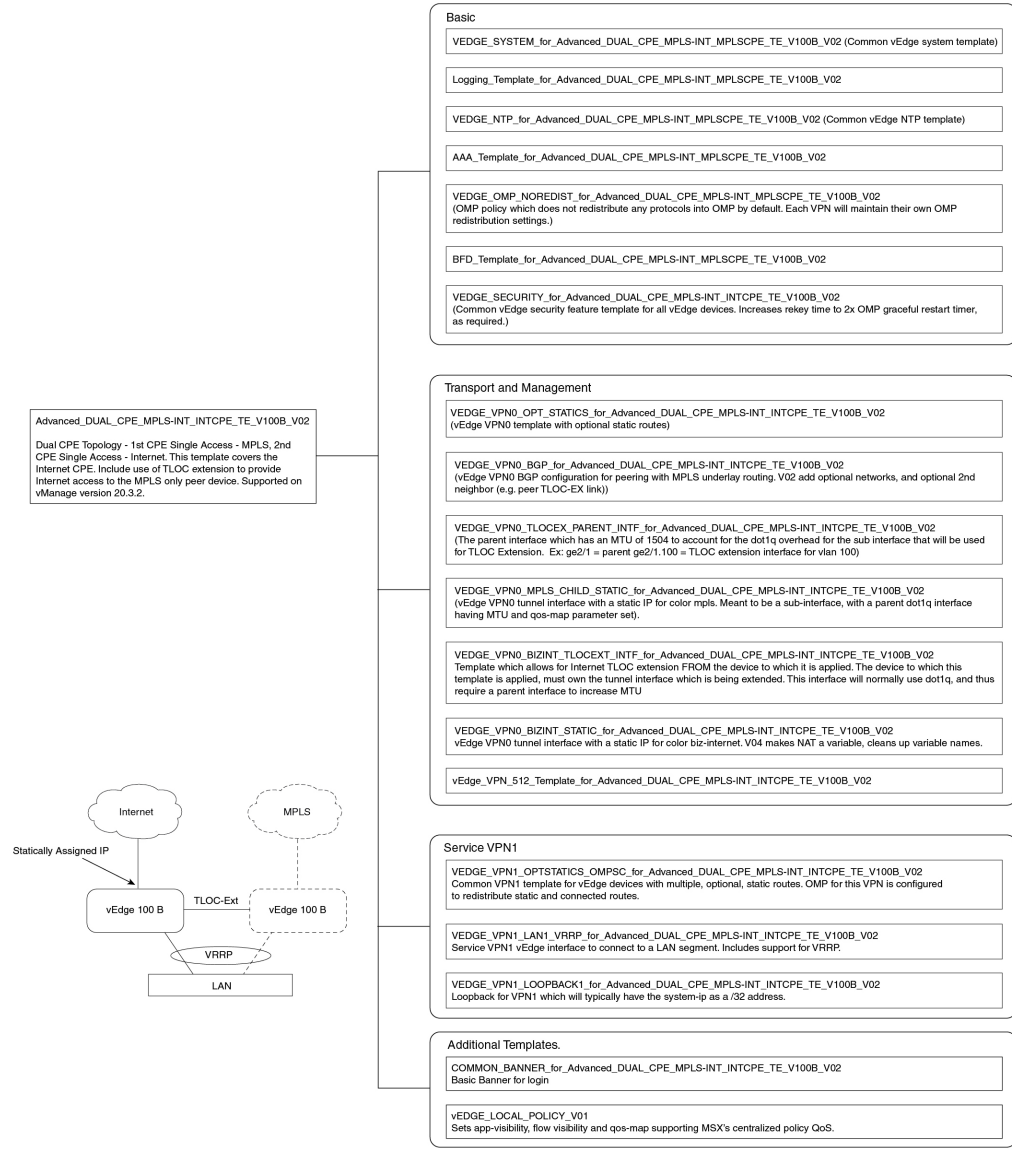 Basic
VEDGE_SYSTEM_for_Advanced_DUAL_CPE_MPLS-INT_MPLSCPE_TE_V100B_V02 (Common vEdge system template)
Logging_Template_for_Advanced_DUAL_CPE_MPLS-INT_MPLSCPE_TE_V100B_V02
VEDGE_NTP_for_Advanced_DUAL_CPE_MPLS-INT_MPLSCPE_TE_V100B_V02 (Common vEdge NTP template)
AAA_Template_for_Advanced_DUAL_CPE_MPLS-INT_MPLSCPE_TE_V100B_V02
VEDGE_OMP_NOREDIST_for_Advanced_DUAL_CPE_MPLS-INT_MPLSCPE_TE_V100B_V02
(OMP policy which does not redistribute any protocols into OMP by default. Each VPN will maintain their own OMP
redistribution settings.)
BFD_Template_for_Advanced_DUAL_CPE_MPLS-INT_MPLSCPE_TE_V100B_V02
VEDGE_SECURITY_for_Advanced_DUAL_CPE_MPLS-INT_INTCPE_TE_V100B_V02
(Common vEdge security feature template for all vEdge devices. Increases rekey time to 2x OMP graceful restart timer,
as required.)
Advanced_DUAL_CPE_MPLS-INT_INTCPE_TE_V100B_V02
Dual CPE Topology - 1st CPE Single Access - MPLS, 2nd
CPE Single Access - Internet. This template covers the
Internet CPE. Include use of TLOC extension to provide
Internet access to the MPLS only peer device. Supported on
vManage version 20.3.2.
Transport and Management
VEDGE_VPN0_OPT_STATICS_for_Advanced_DUAL_CPE_MPLS-INT_INTCPE_TE_V100B_V02
(vEdge VPN0 template with optional static routes)
VEDGE_VPN0_BGP_for_Advanced_DUAL_CPE_MPLS-INT_INTCPE_TE_V100B_V02
(vEdge VPN0 BGP configuration for peering with MPLS underlay routing. V02 add optional networks, and optional 2nd
neighbor (e.g. peer TLOC-EX link))
VEDGE_VPN0_TLOCEX_PARENT_INTF_for_Advanced_DUAL_CPE_MPLS-INT_INTCPE_TE_V100B_V02
(The parent interface which has an MTU of 1504 to account for the dot1q overhead for the sub interface that will be used
for TLOC Extension. Ex: ge2/1 = parent ge2/1.100 = TLOC extension interface for vlan 100)
VEDGE_VPN0_MPLS_CHILD_STATIC_for_Advanced_DUAL_CPE_MPLS-INT_INTCPE_TE_V100B_V02
(vEdge VPN0 tunnel interface with a static IP for color mpls. Meant to be a sub-interface, with a parent dot1q interface
having MTU and qos-map parameter set).
VEDGE_VPN0_BIZINT_TLOCEXT_INTF_for_Advanced_DUAL_CPE_MPLS-INT_INTCPE_TE_V100B_V02
Template which allows for Internet TLOC extension FROM the device to which it is applied. The device to which this
template is applied, must own the tunnel interface which is being extended. This interface will normally use dot1q, and thus
require a parent interface to increase MTU
VEDGE_VPN0_BIZINT_STATIC_for_Advanced_DUAL_CPE_MPLS-INT_INTCPE_TE_V100B_V02
vEdge VPN0 tunnel interface with a static IP for color biz-internet. V04 makes NAT a variable, cleans up variable names.
vEdge_VPN_512_Template_for_Advanced_DUAL_CPE_MPLS-INT_INTCPE_TE_V100B_V02
Internet
MPLS
Statically Assigned IP
vEdge 100 B
TLOC-Ext
vEdge 100 B
VRRP
LAN
Service VPN1
VEDGE_VPN1_OPTSTATICS_OMPSC_for_Advanced_DUAL_CPE_MPLS-INT_INTCPE_TE_V100B_V02
Common VPN1 template for vEdge devices with multiple, optional, static routes. OMP for this VPN is configured
to redistribute static and connected routes.
VEDGE_VPN1_LAN1_VRRP_for_Advanced_DUAL_CPE_MPLS-INT_INTCPE_TE_V100B_V02
Service VPN1 vEdge interface to connect to a LAN segment. Includes support for VRRP.
VEDGE_VPN1_LOOPBACK1_for_Advanced_DUAL_CPE_MPLS-INT_INTCPE_TE_V100B_V02
Loopback for VPN1 which will typically have the system-ip as a /32 address.
Additional Templates.
COMMON_BANNER_for_Advanced_DUAL_CPE_MPLS-INT_INTCPE_TE_V100B_V02
Basic Banner for login
vEDGE_LOCAL_POLICY_V01
Sets app-visibility, flow visibility and qos-map supporting MSX's centralized policy QoS.